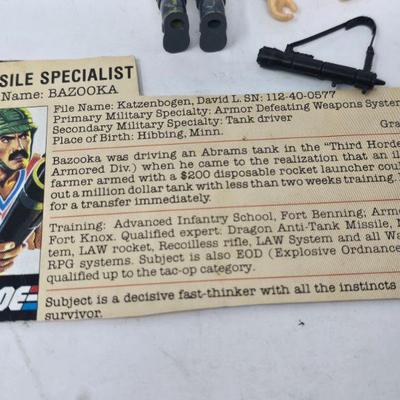 SILE SPECIALIST
Name: BAZOOKA
File Name: Katzenbogen, David L. SN: 112-40-0577
Primary Military Specialty: Armor Defeating Weapons System
Secondary Military Specialty: Tank driver
Place of Birth: Hibbing, Minn. Gra
Bazooka was driving an Abrams tank in the "Third Horde
Armored Div.) when he came to the realization that an il
farmer armed with a $200 disposable rocket launcher coul
out a million dollar tank with less than two weeks training.
for a transfer immediately.
Training: Advanced Infantry School, Fort Benning; Armo
Fort Knox. Qualified expert: Dragon Anti-Tank Missile, M
tem, LAW rocket, Recoilless rifle, LAW System and all Wa
RPG systems. Subject is also EOD (Explosive Ordnance
qualified up to the tac-op category.
Subject is a decisive fast-thinker with all the instincts
survivor.
OE